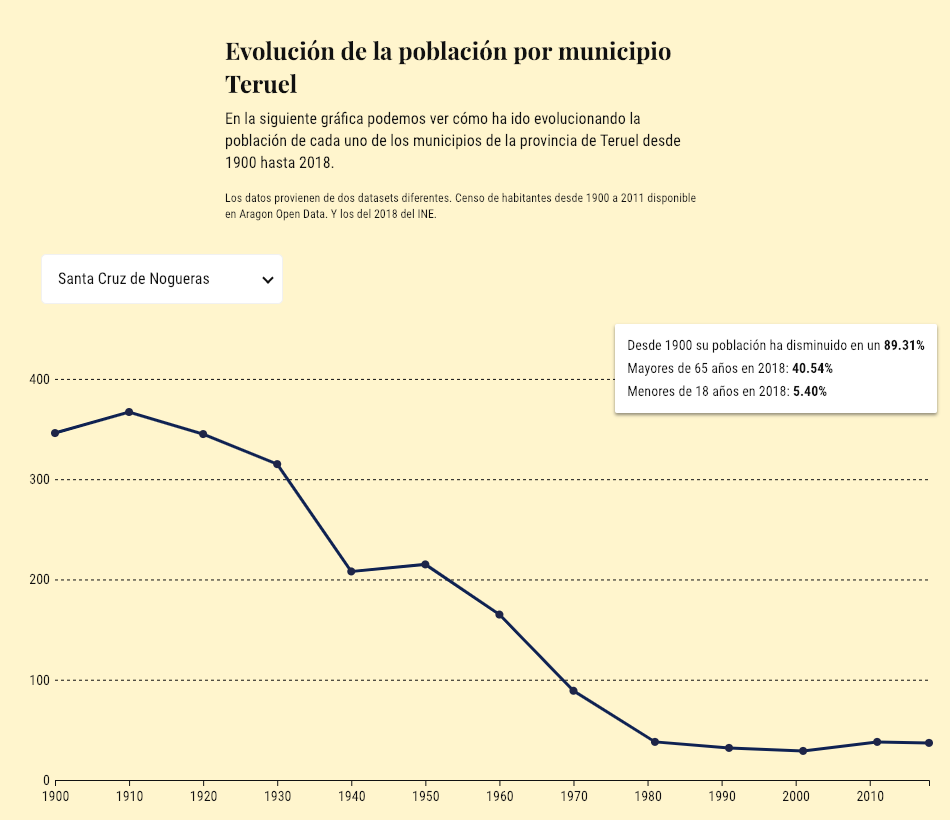 Evolución de la población por municipio
Teruel
En la siguiente gráfica podemos ver cómo ha ido evolucionando la
población de cada uno de los municipios de la provincia de Teruel desde
1900 hasta 2018.
Los datos provienen de dos datasets diferentes. Censo de habitantes desde 1900 a 2011 disponible
en Aragon Open Data. Y los del 2018 del INE.
Santa Cruz de Nogueras
Desde 1900 su población ha disminuido en un 89.31%
Mayores de 65 años en 2018: 40.54%
Menores de 18 años en 2018: 5.40%
400
300
200
100
0
1900 1910 1920 1930 1940 1950 1960 1970 1980 1990 2000 2010